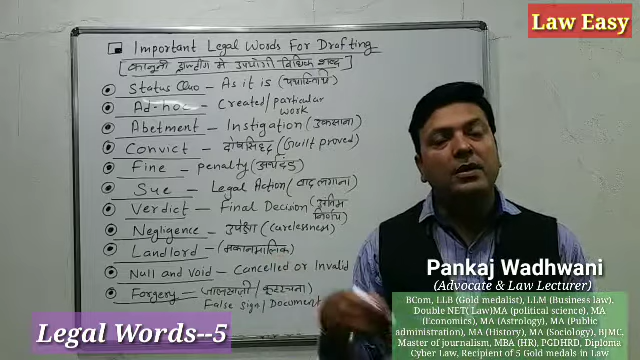 Law Easy
Important Legal Words For Drafting
[कानूनी ड्राफ्टिंग में उपयोगी विधिक शब्द]
Status Quo - As it is (यथास्थिति)
Ad-hoc - Created/particular
work
Abetment - Instigation (उकसाना)
Convict - दोषसिद्ध (Guilt proved)
Fine - penalty (अर्थदंड)
Sue - Legal Action (वाद लगाना)
Verdict - Final Decision (अंतिम
निर्णय)
Negligence - उपेक्षा (carelessness)
Landlord - (मकानमालिक)
Null and Void - Cancelled or Invalid
Forgery - जालसाजी / कूटरचना)
False sign/Document
Pankaj Wadhwani
(Advocate & Law Lecturer)
BCom, LLB (Gold medalist), LLM (Business law),
Double NET( Law)MA (political science), MA
(Economics), MA (Astrology), MA (Public
administration), MA (History), MA (Sociology), BJMC,
Master of journalism, MBA (HR), PGDHRD, Diploma
Cyber Law, Recipient of 5 Gold medals in Law
Legal Words--5